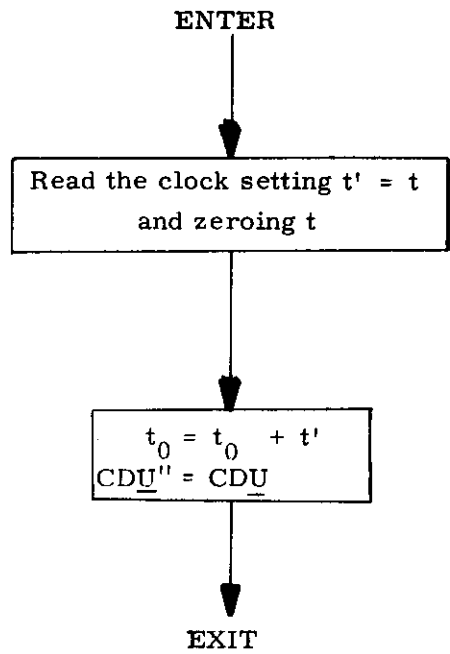 ENTER
Read the clock setting t' = t
and zeroing t
t₀ = t₀ + t'
CDU̲'' = CDU̲
EXIT